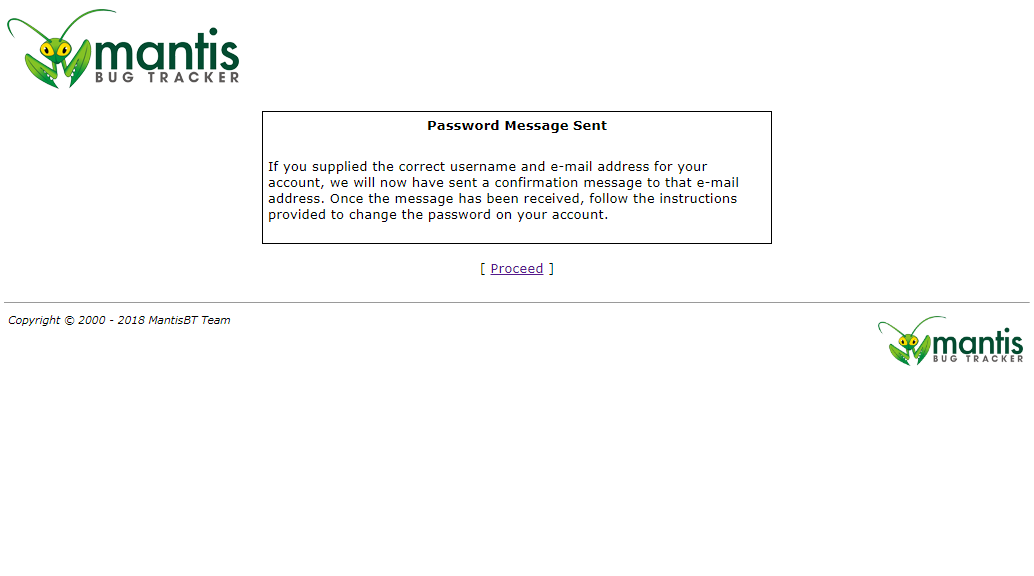 mantis
BUG TRACKER
Password Message Sent
If you supplied the correct username and e-mail address for your
account, we will now have sent a confirmation message to that e-mail
address. Once the message has been received, follow the instructions
provided to change the password on your account.
[ Proceed ]
Copyright © 2000 - 2018 MantisBT Team
mantis
BUG TRACKER